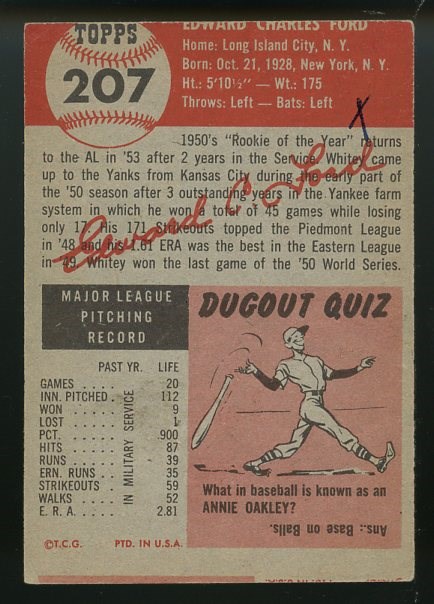 TOPPS
207
EDWARD CHARLES FORD
Home: Long Island City, N. Y.
Born: Oct. 21, 1928, New York, N. Y.
Ht.: 5'10½" — Wt.: 175
Throws: Left — Bats: Left
X
1950's "Rookie of the Year" returns
to the AL in '53 after 2 years in the Service. Whitey came
up to the Yanks from Kansas City during the early part of
the '50 season after 3 outstanding years in the Yankee farm
system in which he won a total of 45 games while losing
only 17. His 171 strikeouts topped the Piedmont League
in '48 and his 1.61 ERA was the best in the Eastern League
in '49. Whitey won the last game of the '50 World Series.
Edward C. Ford
MAJOR LEAGUE
PITCHING
RECORD
PAST YR. LIFE
GAMES . . . . 20
INN. PITCHED . 112
WON . . . . 9
LOST . . . . 1
PCT. . . . . .900
HITS . . . . 87
RUNS . . . . 39
ERN. RUNS . . 35
STRIKEOUTS . . 59
WALKS . . . . 52
E. R. A. . . . 2.81
IN MILITARY SERVICE
©T.C.G. PTD. IN U.S.A.
DUGOUT QUIZ
What in baseball is known as an
ANNIE OAKLEY?
Ans.: Base on Balls.